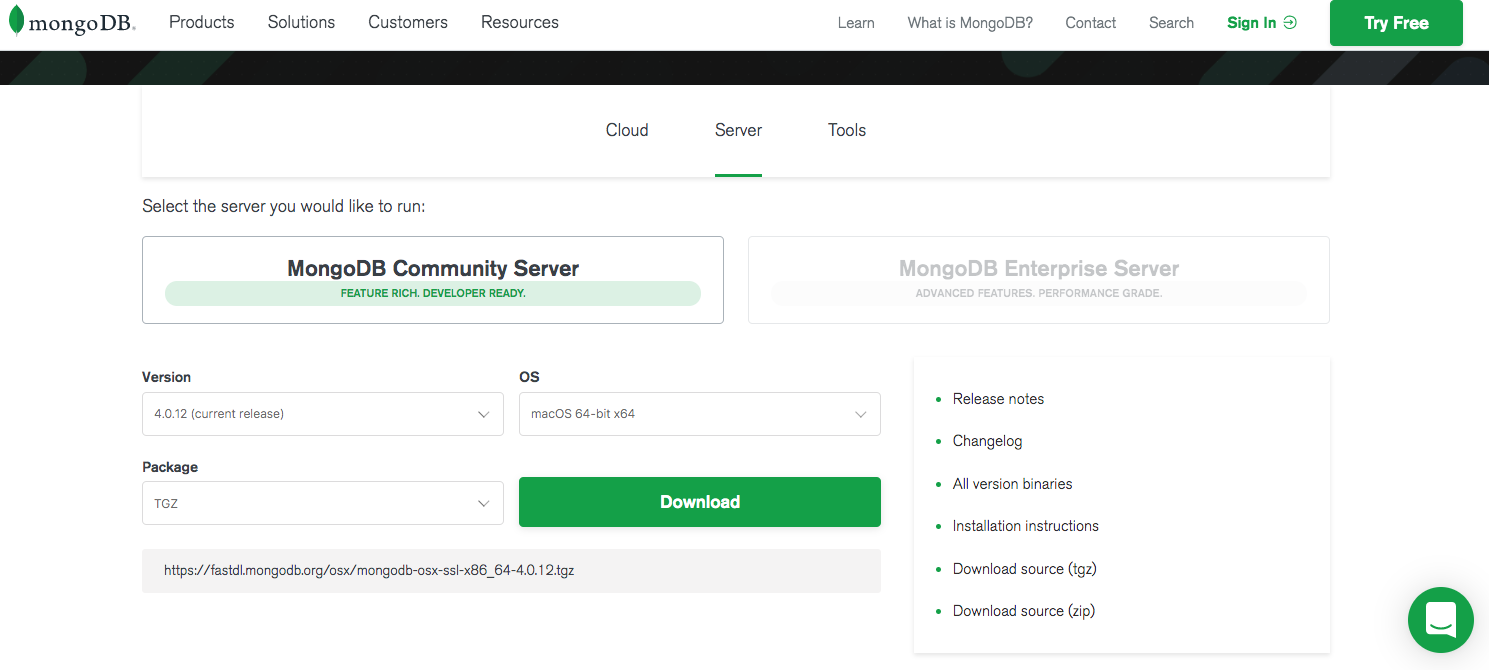 mongoDB. Products Solutions Customers Resources Learn What is MongoDB? Contact Search Sign In Try Free
Cloud Server Tools
Select the server you would like to run:
MongoDB Community Server
FEATURE RICH. DEVELOPER READY.
MongoDB Enterprise Server
ADVANCED FEATURES. PERFORMANCE GRADE.
Version
4.0.12 (current release)
OS
macOS 64-bit x64
Package
TGZ
Download
https://fastdl.mongodb.org/osx/mongodb-osx-ssl-x86_64-4.0.12.tgz
Release notes
Changelog
All version binaries
Installation instructions
Download source (tgz)
Download source (zip)